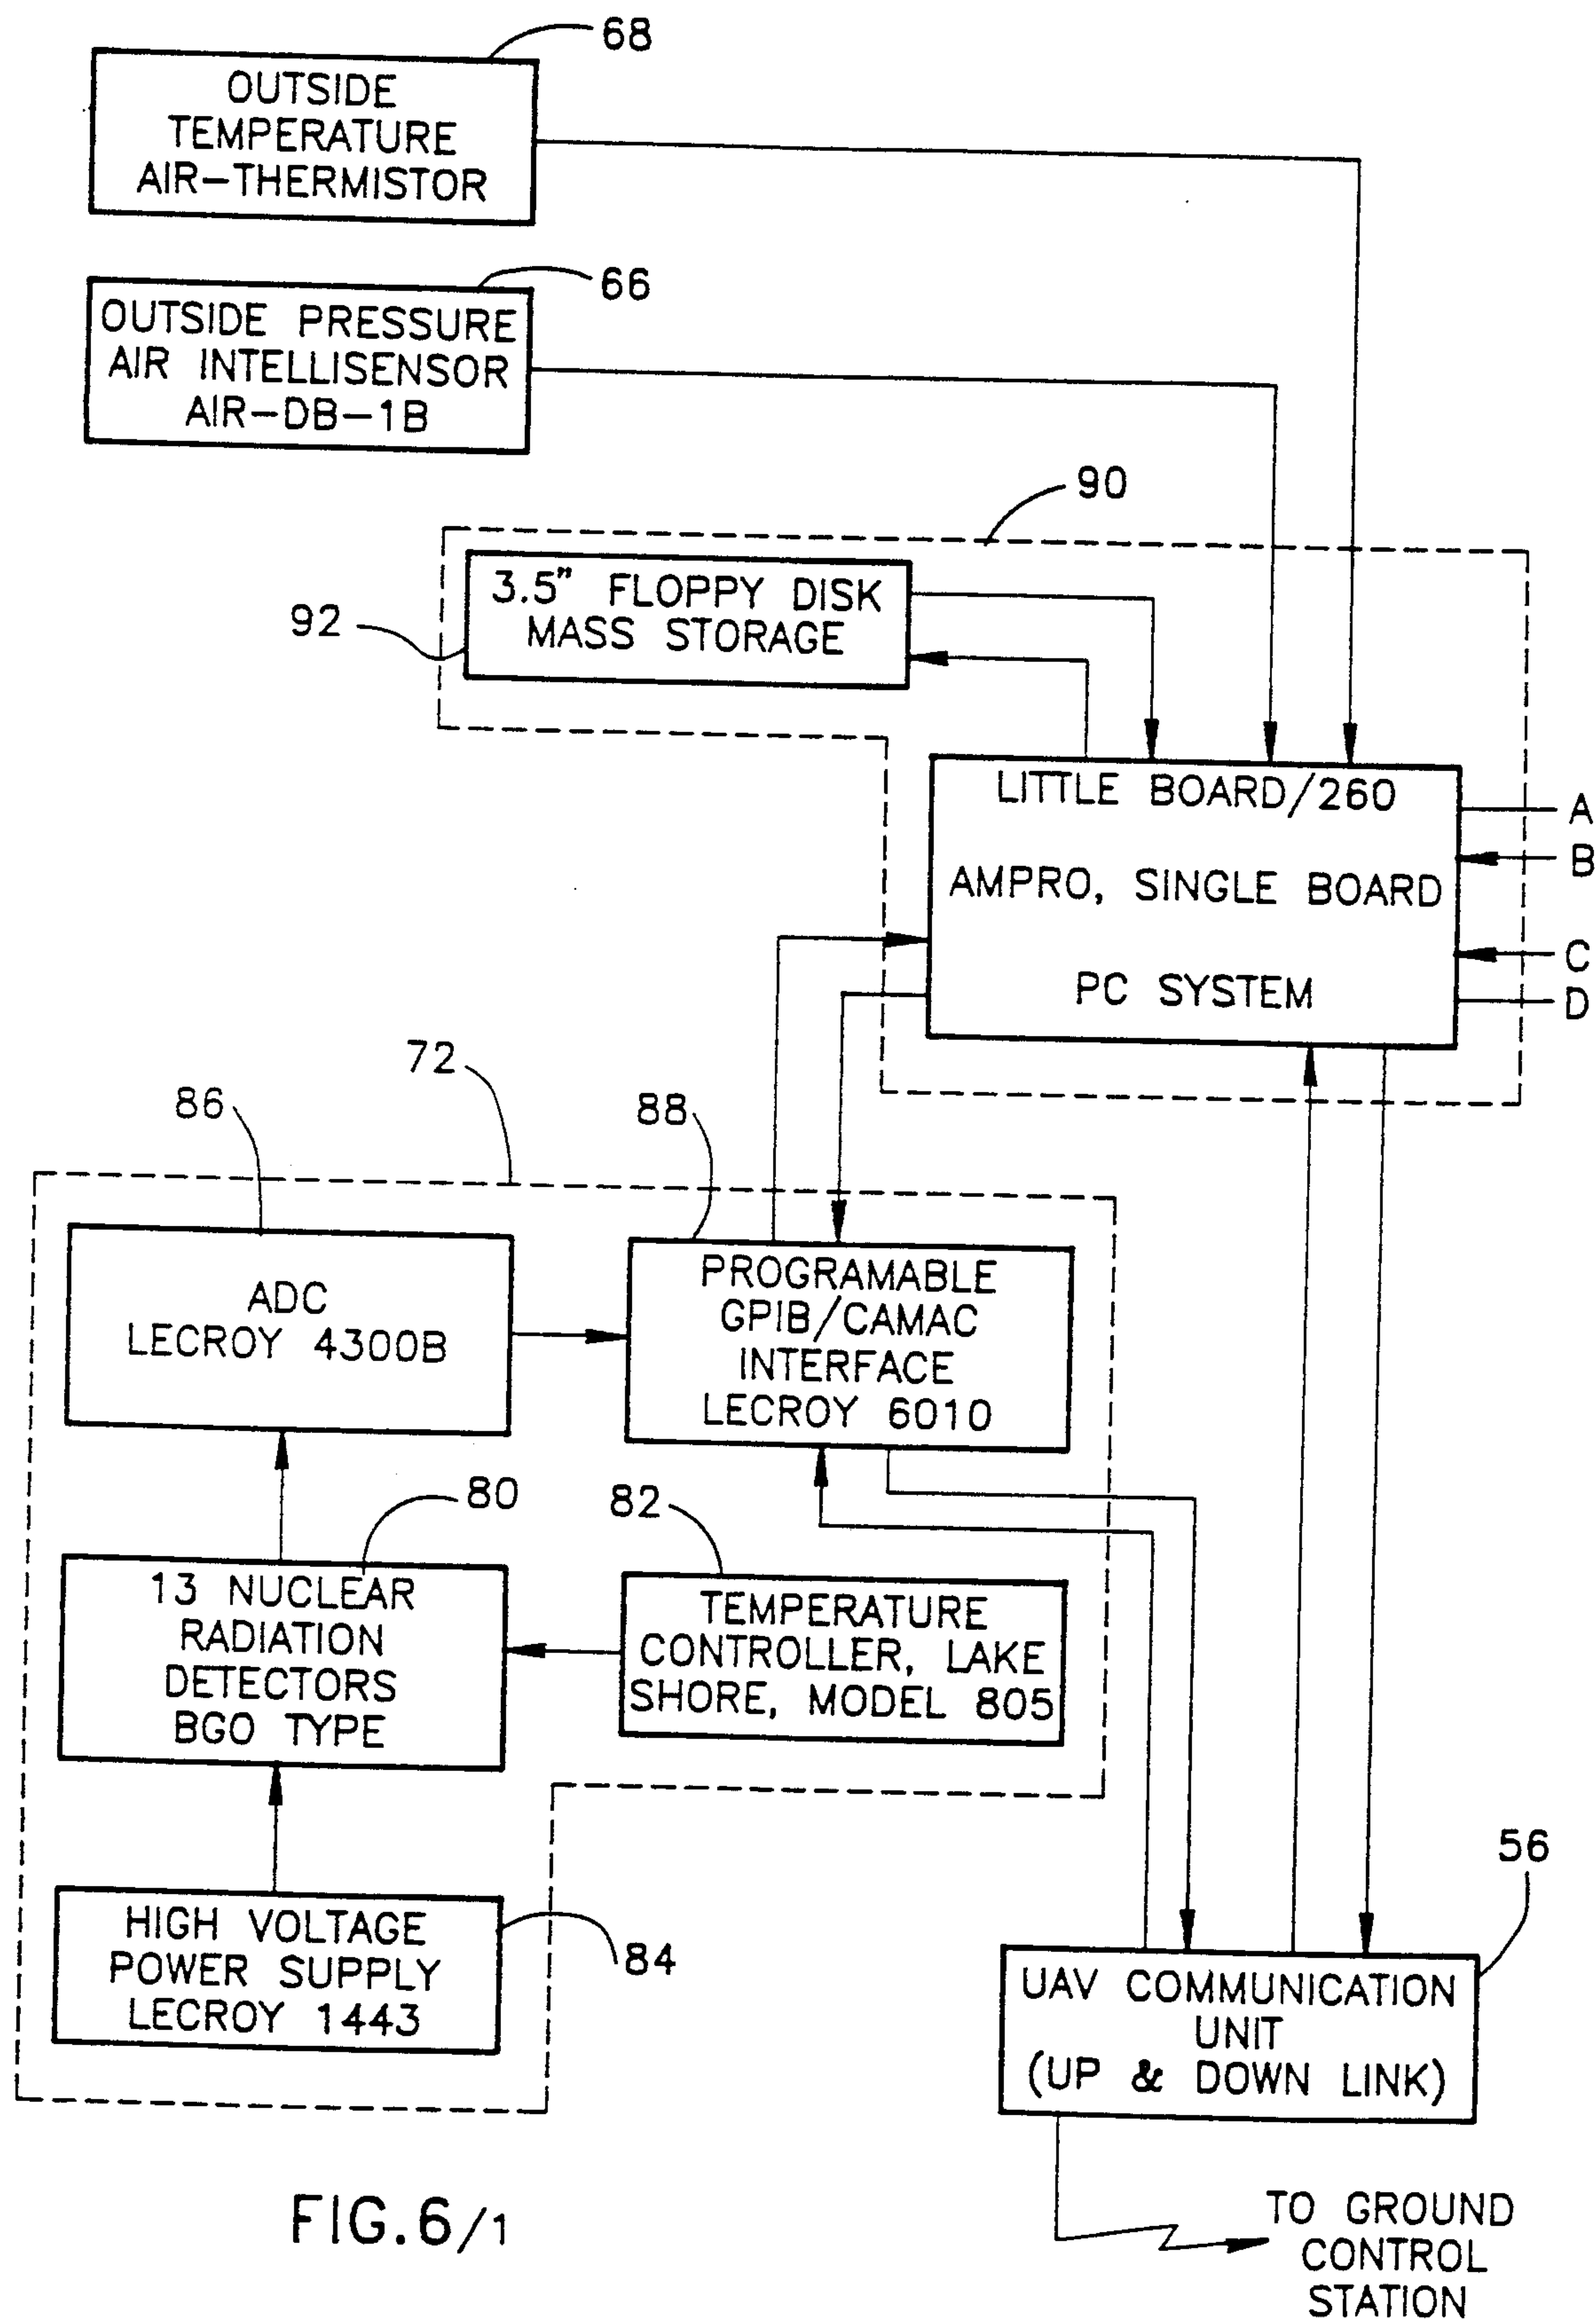 68
OUTSIDE
TEMPERATURE
AIR-THERMISTOR
66
OUTSIDE PRESSURE
AIR INTELLISENSOR
AIR-DB-1B
90
3.5" FLOPPY DISK
MASS STORAGE
92
LITTLE BOARD/260
AMPRO, SINGLE BOARD
PC SYSTEM
A
B
C
D
72
86
88
ADC
LECROY 4300B
PROGRAMABLE
GPIB/CAMAC
INTERFACE
LECROY 6010
80
82
13 NUCLEAR
RADIATION
DETECTORS
BGO TYPE
TEMPERATURE
CONTROLLER, LAKE
SHORE, MODEL 805
56
HIGH VOLTAGE
POWER SUPPLY
LECROY 1443
84
UAV COMMUNICATION
UNIT
(UP & DOWN LINK)
FIG.6/1
TO GROUND
CONTROL
STATION